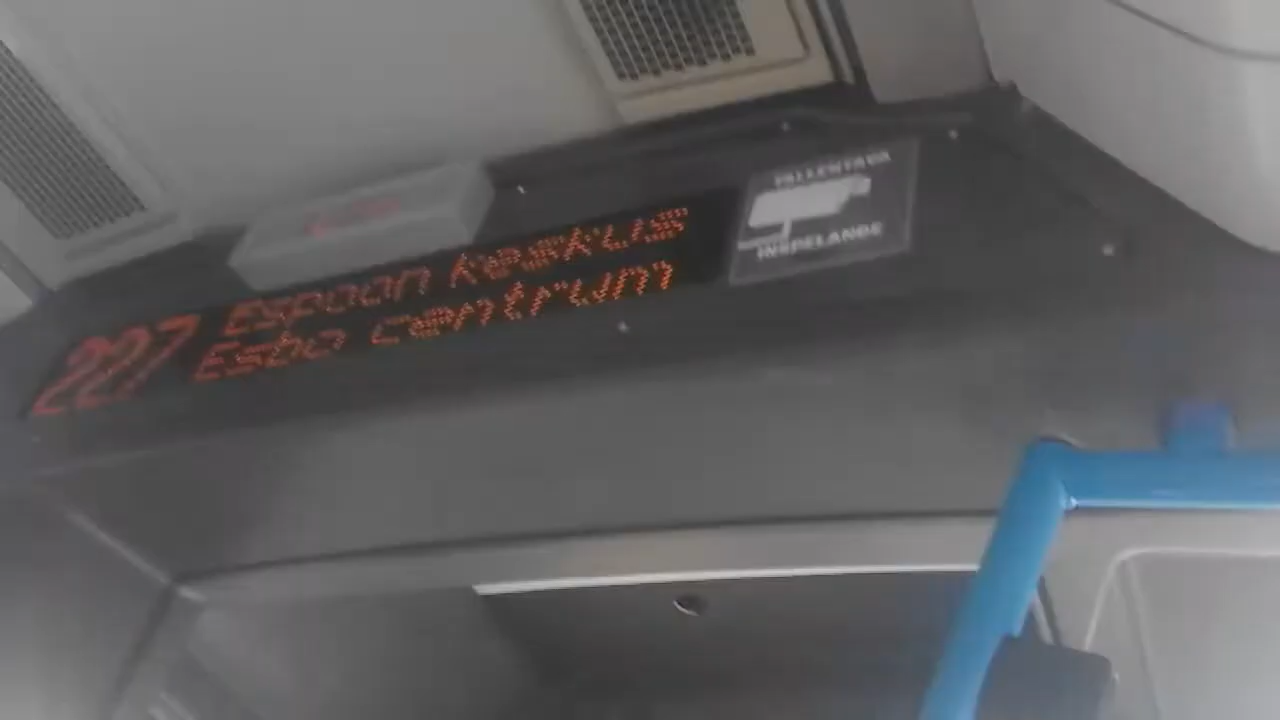 227
Espoon keskus
Esbo centrum
TALLENTAVA
INSPELANDE